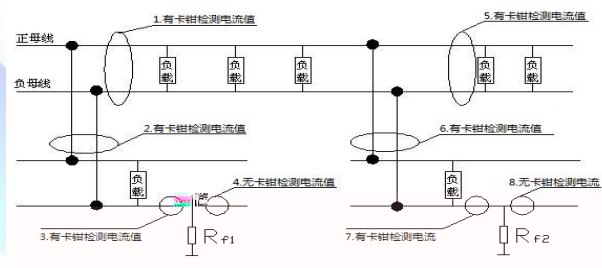 1.有卡钳检测电流值
5.有卡钳检测电流值
正母线
负载
负载
负载
负载
负载
负母线
2.有卡钳检测电流值
6.有卡钳检测电流值
负载
负载
4.无卡钳检测电流值
8.无卡钳检测电流
3.有卡钳检测电流值
7.有卡钳检测电流
Rf1
Rf2